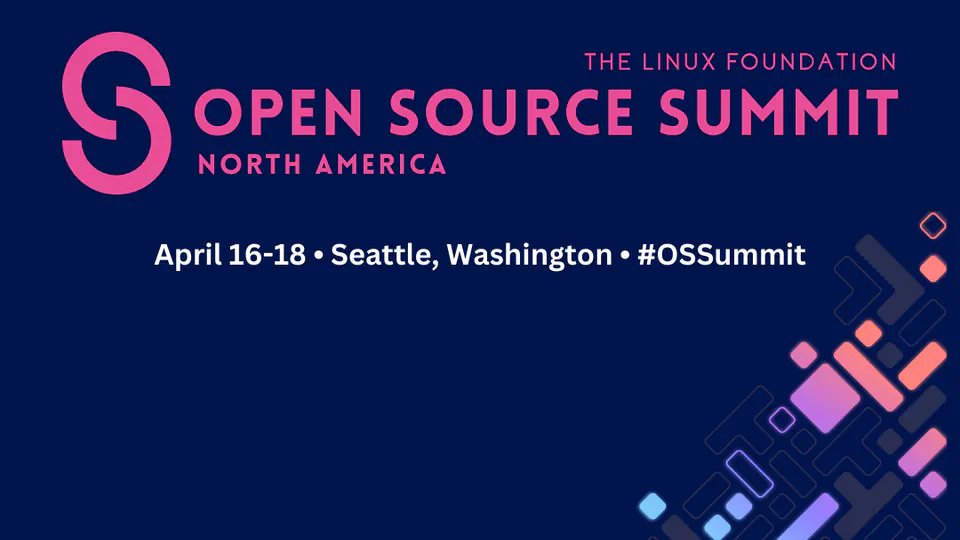 THE LINUX FOUNDATION
OPEN SOURCE SUMMIT
NORTH AMERICA
April 16-18 • Seattle, Washington • #OSSummit